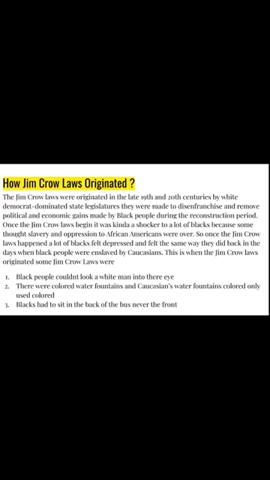 How Jim Crow Laws Originated ?
The Jim Crow laws were originated in the late 19th and 20th centuries by white
democrat-dominated state legislatures they were made to disenfranchise and remove
political and economic gains made by Black people during the reconstruction period.
Once the Jim Crow laws begin it was kinda a shocker to a lot of blacks because some
thought slavery and oppression to African Americans were over. So once the Jim Crow
laws happened a lot of blacks felt depressed and felt the same way they did back in the
days when black people were enslaved by Caucasians. This is when the Jim Crow laws
originated some Jim Crow Laws were
1. Black people couldnt look a white man into there eye
2. There were colored water fountains and Caucasian's water fountains colored only
used colored
3. Blacks had to sit in the back of the bus never the front